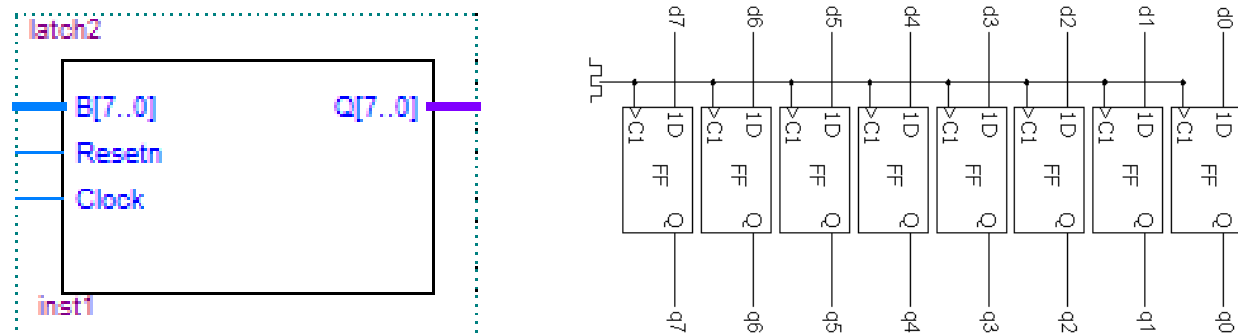 latch2
B[7..0] Q[7..0]
Resetn
Clock
inst1
d7 d6 d5 d4 d3 d2 d1 d0
C1 1D C1 1D C1 1D C1 1D C1 1D C1 1D C1 1D C1 1D
FF FF FF FF FF FF FF FF
Q Q Q Q Q Q Q Q
q7 q6 q5 q4 q3 q2 q1 q0